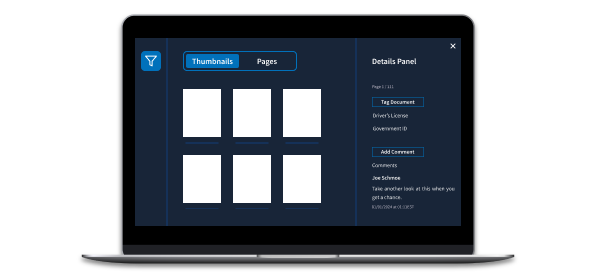 Thumbnails
Pages
Details Panel
Page 1 / 111
Tag Document
Driver's License
Government ID
Add Comment
Comments
Joe Schmoe
Take another look at this when you
get a chance.